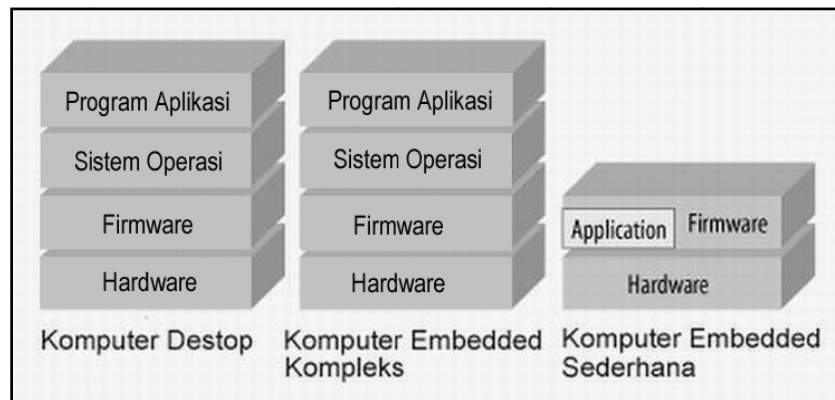 Program Aplikasi
Sistem Operasi
Firmware
Hardware
Komputer Destop
Program Aplikasi
Sistem Operasi
Firmware
Hardware
Komputer Embedded
Kompleks
Application
Firmware
Hardware
Komputer Embedded
Sederhana